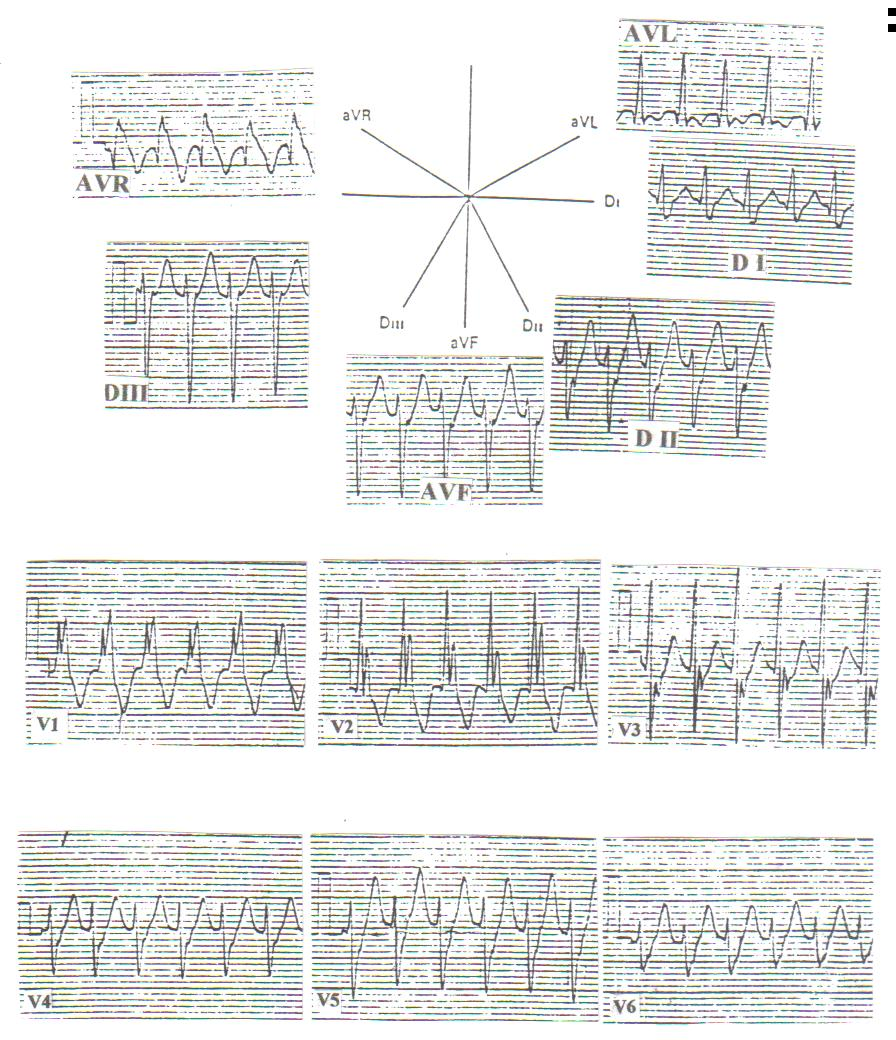 AVL
aVR
aVL
AVR
DI
D I
DIII
DII
aVF
DIII
D II
AVF
V1
V2
V3
V4
V5
V6